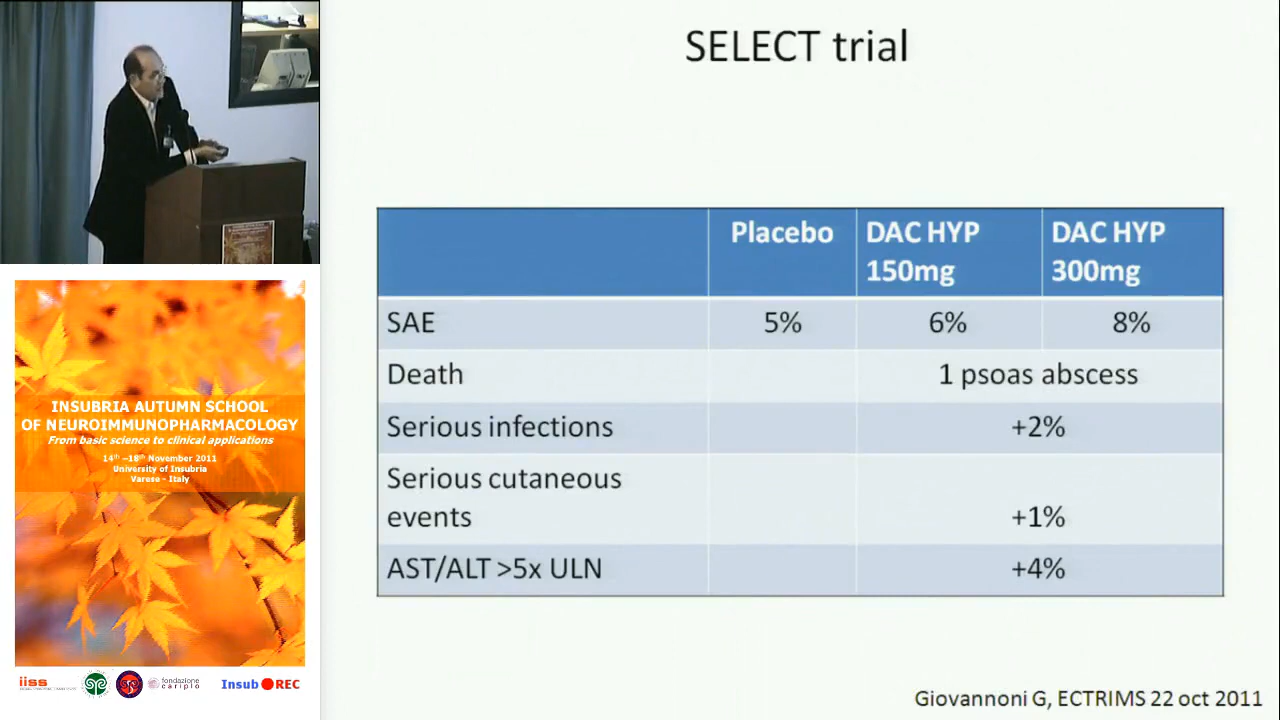 SELECT trial
Placebo
DAC HYP
150mg
DAC HYP
300mg
SAE
5%
6%
8%
Death
1 psoas abscess
Serious infections
+2%
Serious cutaneous
events
+1%
AST/ALT >5x ULN
+4%
Giovannoni G, ECTRIMS 22 oct 2011
INSUBRIA AUTUMN SCHOOL
OF NEUROIMMUNOPHARMACOLOGY
From basic science to clinical applications
14th –18th November 2011
University of Insubria
Varese - Italy
iiss
fondazione
cariplo
Insub REC